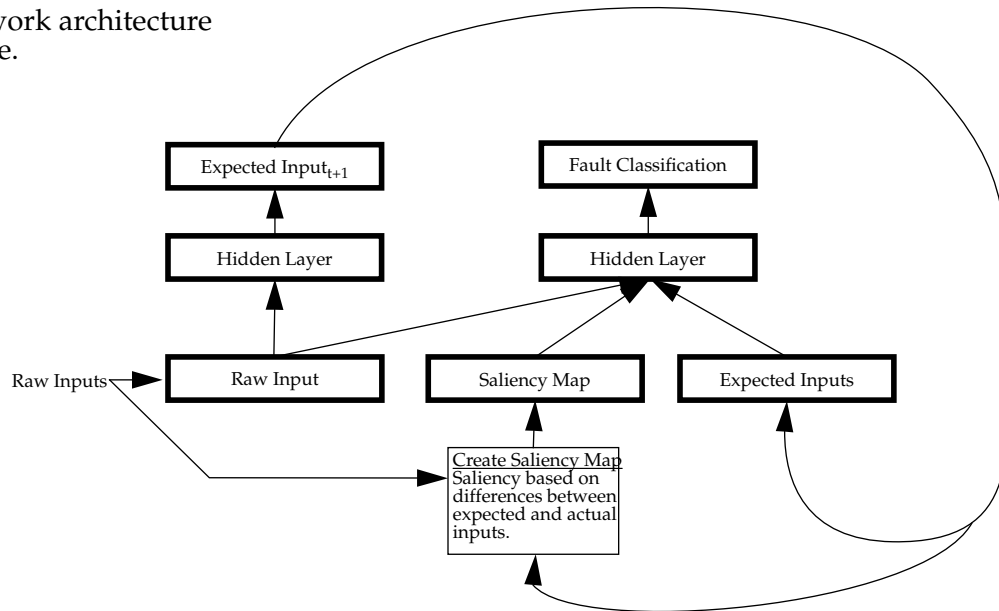 work architecture
e.
Expected Input t+1
Fault Classification
Hidden Layer
Hidden Layer
Raw Inputs
Raw Input
Saliency Map
Expected Inputs
Create Saliency Map
Saliency based on
differences between
expected and actual
inputs.